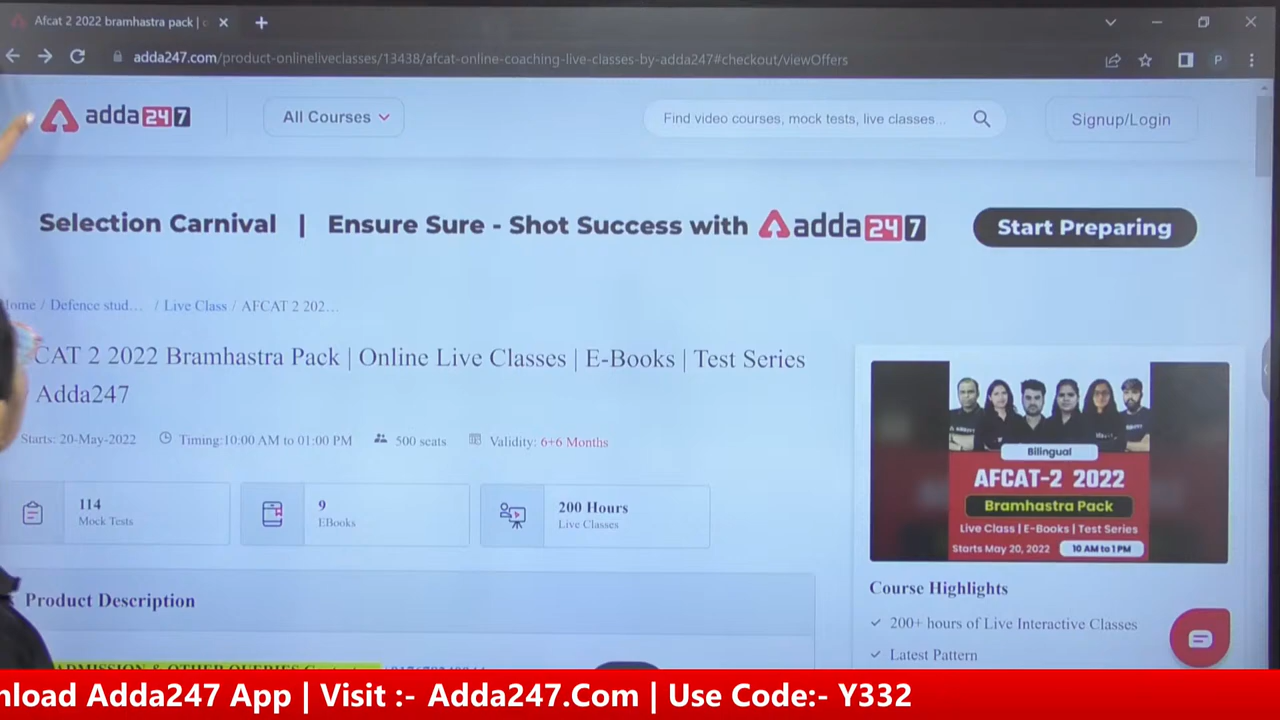 Afcat 2 2022 bramhastra pack |
adda247.com/product-onlineliveclasses/13438/afcat-online-coaching-live-classes-by-adda247#checkout/viewOffers
P
adda247
All Courses
Find video courses, mock tests, live classes...
Signup/Login
Selection Carnival | Ensure Sure - Shot Success with adda247
Start Preparing
ome / Defence stud... / Live Class / AFCAT 2 202...
CAT 2 2022 Bramhastra Pack | Online Live Classes | E-Books | Test Series
Adda247
Starts: 20-May-2022 Timing:10:00 AM to 01:00 PM 500 seats Validity: 6+6 Months
114
Mock Tests
9
EBooks
200 Hours
Live Classes
Bilingual
AFCAT-2 2022
Bramhastra Pack
Live Class | E-Books | Test Series
Starts May 20, 2022 10 AM to 1 PM
Product Description
Course Highlights
200+ hours of Live Interactive Classes
Latest Pattern
ADMISSION & OTHER QUERIES
nload Adda247 App | Visit :- Adda247.Com | Use Code:- Y332